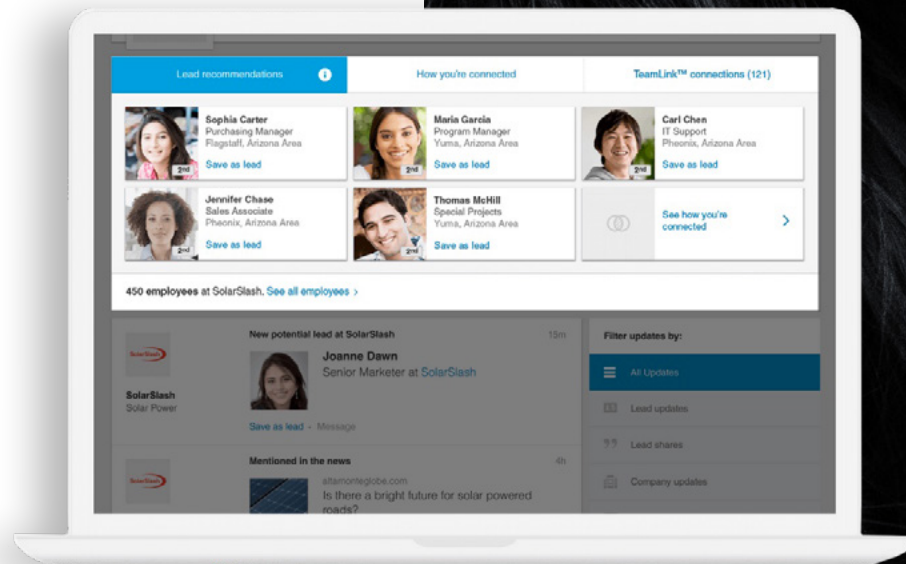 Lead recommendations
How you're connected
TeamLink™ connections (121)
Sophia Carter
Purchasing Manager
Flagstaff, Arizona Area
Save as lead
2nd
Maria Garcia
Program Manager
Yuma, Arizona Area
Save as lead
2nd
Carl Chen
IT Support
Pheonix, Arizona Area
Save as lead
2nd
Jennifer Chase
Sales Associate
Pheonix, Arizona Area
Save as lead
2nd
Thomas McHill
Special Projects
Yuma, Arizona Area
Save as lead
2nd
See how you're
connected
450 employees at SolarSlash. See all employees >
SolarSlash
SolarSlash
Solar Power
New potential lead at SolarSlash 15m
Joanne Dawn
Senior Marketer at SolarSlash
Save as lead - Message
SolarSlash
Mentioned in the news 4h
altamonteglobe.com
Is there a bright future for solar powered
roads?
Filter updates by:
All Updates
Lead updates
Lead shares
Company updates